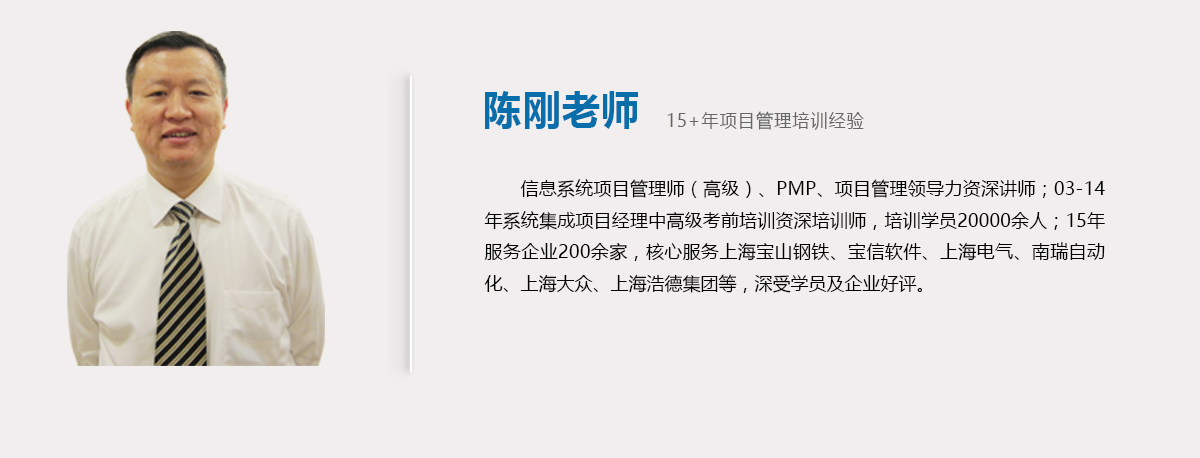 陈刚老师 15+年项目管理培训经验
信息系统项目管理师（高级）、PMP、项目管理领导力资深讲师；03-14
年系统集成项目经理中高级考前培训资深培训师，培训学员20000余人；15年
服务企业200余家，核心服务上海宝山钢铁、宝信软件、上海电气、南瑞自动
化、上海大众、上海浩德集团等，深受学员及企业好评。